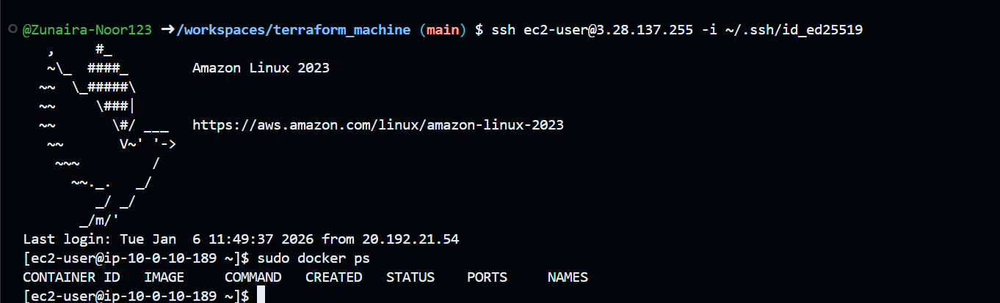 @Zunaira-Noor123 ➜/workspaces/terraform_machine (main) $ ssh ec2-user@3.28.137.255 -i ~/.ssh/id_ed25519
   ,     #_
   ~\_  ####_        Amazon Linux 2023
  ~~  \_#####\
  ~~     \###|
  ~~       \#/ ___   https://aws.amazon.com/linux/amazon-linux-2023
   ~~       V~' '->
    ~~~         /
      ~~._.   _/
         _/ _/
       _/m/'
Last login: Tue Jan  6 11:49:37 2026 from 20.192.21.54
[ec2-user@ip-10-0-10-189 ~]$ sudo docker ps
CONTAINER ID   IMAGE     COMMAND   CREATED   STATUS    PORTS     NAMES
[ec2-user@ip-10-0-10-189 ~]$